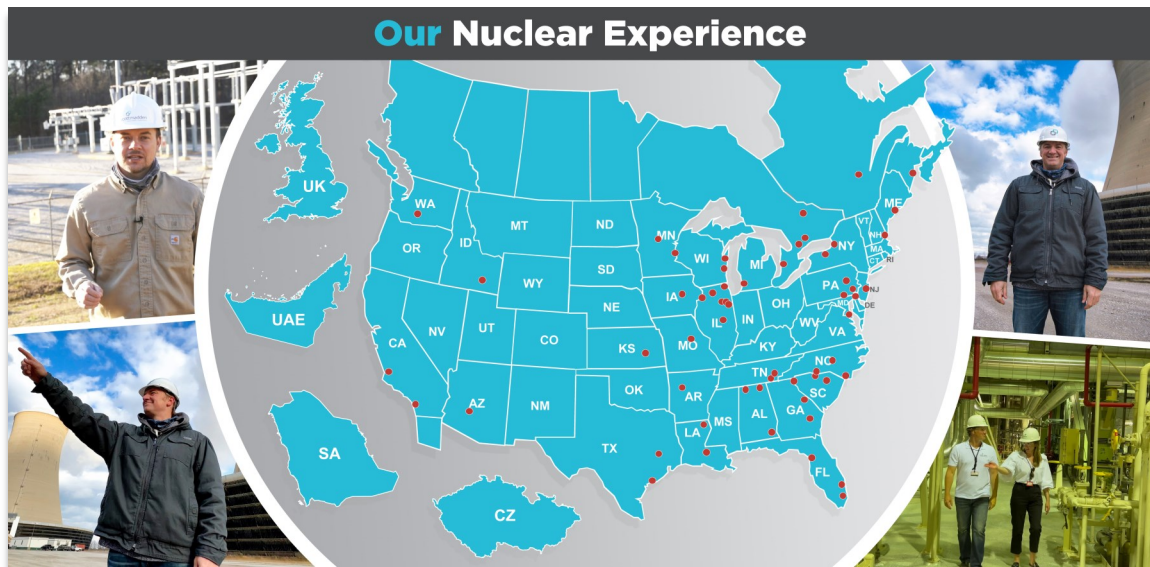 Our Nuclear Experience
UK
UAE
SA
CZ
WA
OR
CA
ID
NV
MT
WY
UT
AZ
CO
NM
ND
SD
NE
KS
OK
TX
MN
IA
MO
AR
LA
WI
IL
MS
MI
IN
KY
TN
AL
OH
WV
VA
NC
SC
GA
FL
PA
NY
VT
NH
MA
CT
RI
ME
NJ
MD
DE